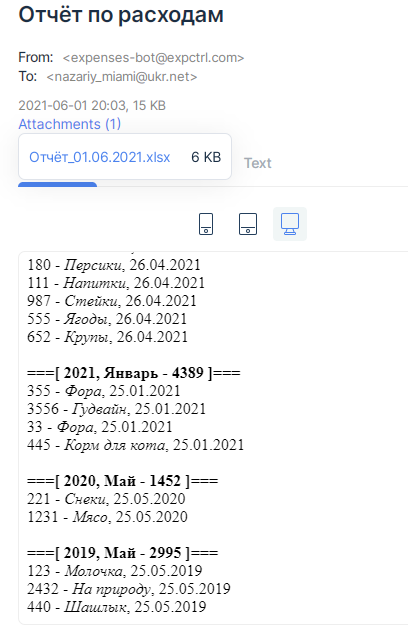 Отчёт по расходам
From: <expenses-bot@expctrl.com>
To: <nazariy_miami@ukr.net>
2021-06-01 20:03, 15 KB
Attachments (1)
Отчёт_01.06.2021.xlsx 6 KB
Text
180 - Персики, 26.04.2021
111 - Напитки, 26.04.2021
987 - Стейки, 26.04.2021
555 - Ягоды, 26.04.2021
652 - Крупы, 26.04.2021
===[ 2021, Январь - 4389 ]===
355 - Фора, 25.01.2021
3556 - Гудвайн, 25.01.2021
33 - Фора, 25.01.2021
445 - Корм для кота, 25.01.2021
===[ 2020, Май - 1452 ]===
221 - Снеки, 25.05.2020
1231 - Мясо, 25.05.2020
===[ 2019, Май - 2995 ]===
123 - Молочка, 25.05.2019
2432 - На природу, 25.05.2019
440 - Шашлык, 25.05.2019